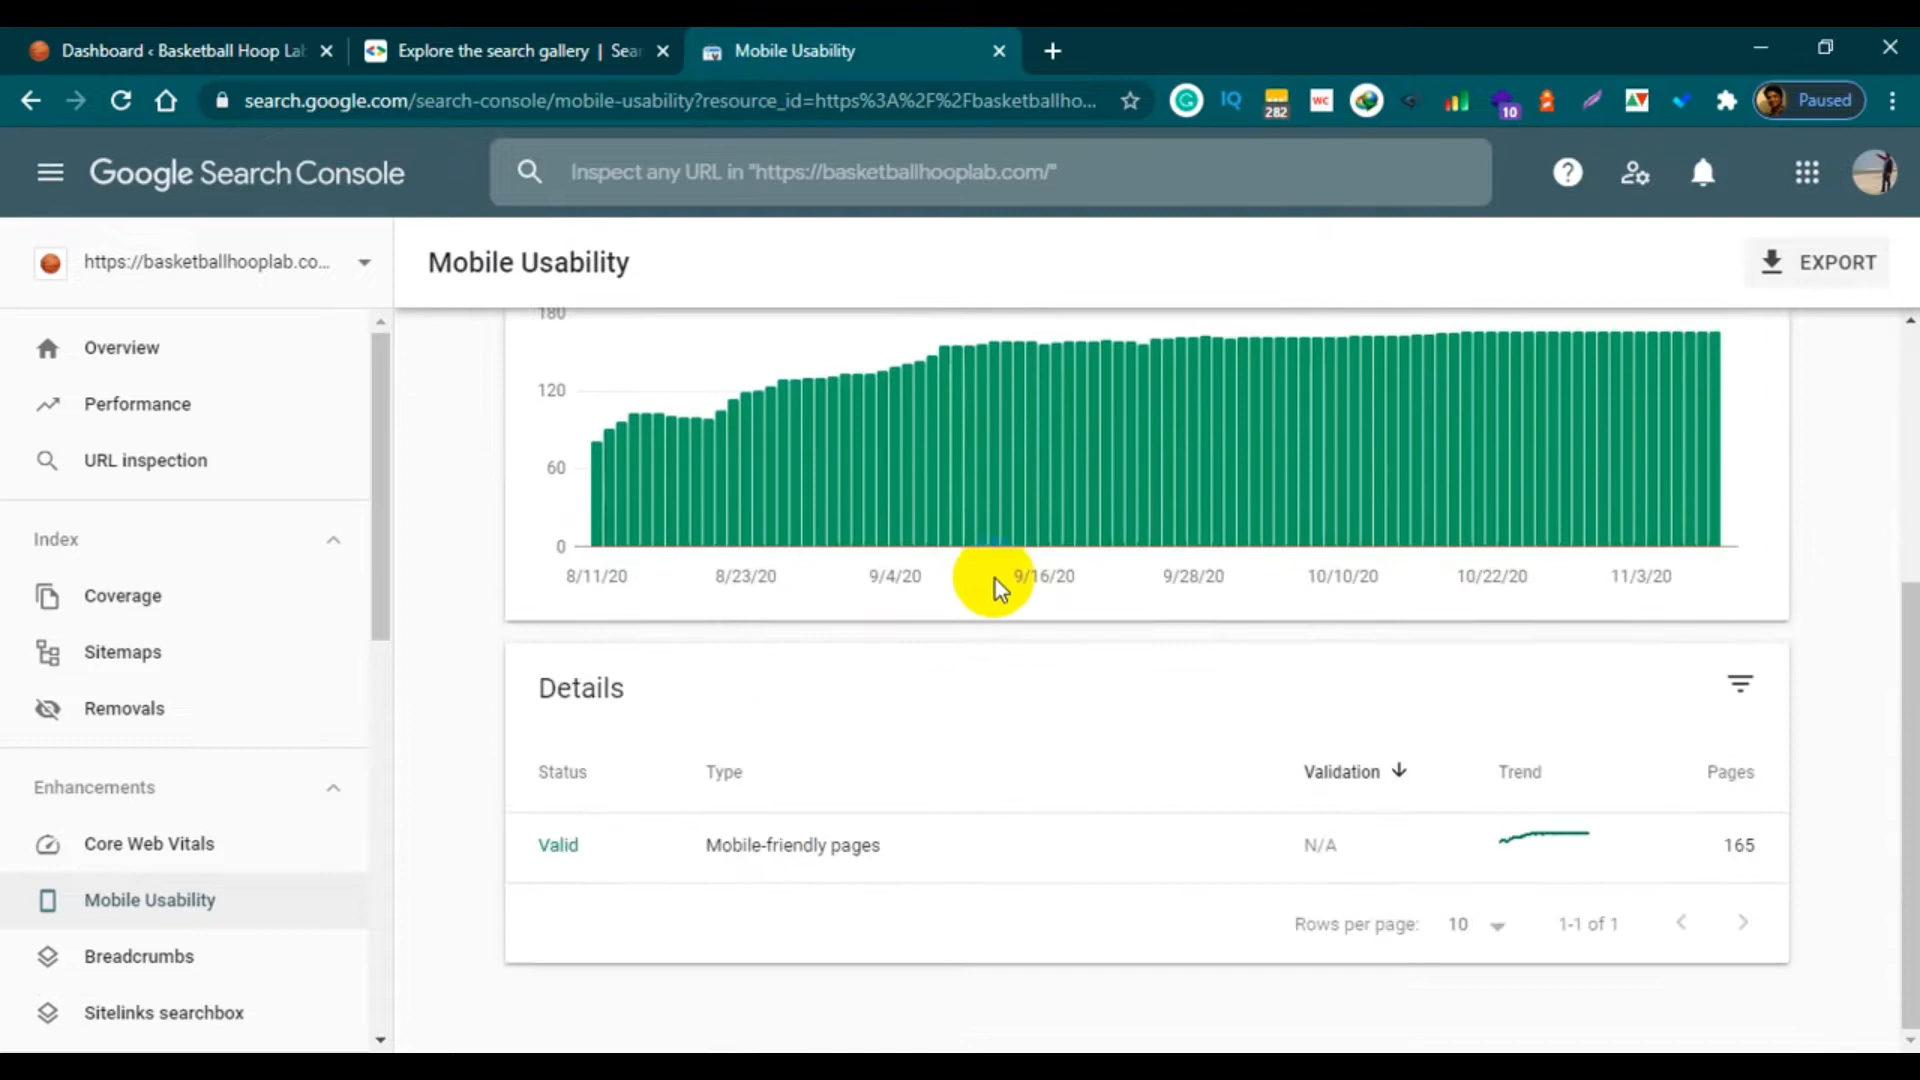 Dashboard ‹ Basketball Hoop La
Explore the search gallery | Sea
Mobile Usability
search.google.com/search-console/mobile-usability?resource_id=https%3A%2F%2Fbasketballho...
IQ
282
WC
10
Paused
Google Search Console
Inspect any URL in "https://basketballhooplab.com/"
https://basketballhooplab.co...
Mobile Usability
EXPORT
Overview
Performance
URL inspection
Index
Coverage
Sitemaps
Removals
Enhancements
Core Web Vitals
Mobile Usability
Breadcrumbs
Sitelinks searchbox
180
120
60
0
8/11/20 8/23/20 9/4/20 9/16/20 9/28/20 10/10/20 10/22/20 11/3/20
Details
Status Type Validation Trend Pages
Valid Mobile-friendly pages N/A 165
Rows per page: 10 1-1 of 1